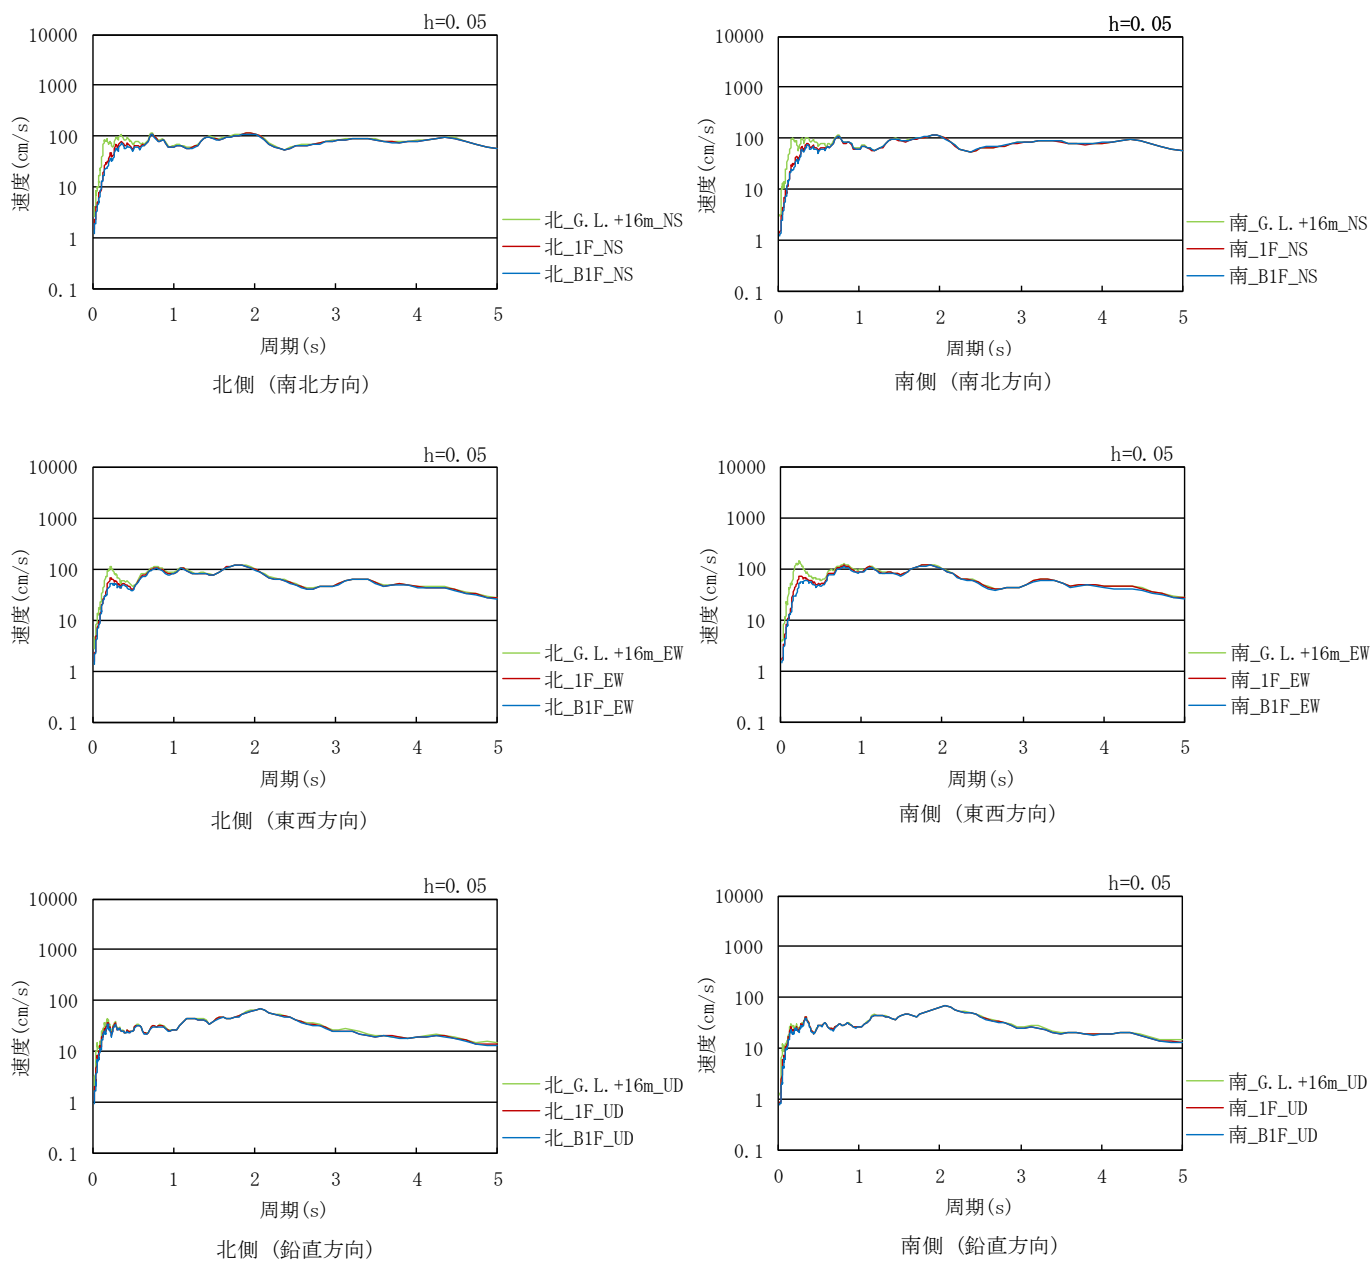 h=0.05
10000
1000
100
10
1
0.1
速度(cm/s)
0 1 2 3 4 5
周期(s)
北_G.L.+16m_NS
北_1F_NS
北_B1F_NS
北側 (南北方向)
h=0.05
10000
1000
100
10
1
0.1
速度(cm/s)
0 1 2 3 4 5
周期(s)
南_G.L.+16m_NS
南_1F_NS
南_B1F_NS
南側 (南北方向)
h=0.05
10000
1000
100
10
1
0.1
速度(cm/s)
0 1 2 3 4 5
周期(s)
北_G.L.+16m_EW
北_1F_EW
北_B1F_EW
北側 (東西方向)
h=0.05
10000
1000
100
10
1
0.1
速度(cm/s)
0 1 2 3 4 5
周期(s)
南_G.L.+16m_EW
南_1F_EW
南_B1F_EW
南側 (東西方向)
h=0.05
10000
1000
100
10
1
0.1
速度(cm/s)
0 1 2 3 4 5
周期(s)
北_G.L.+16m_UD
北_1F_UD
北_B1F_UD
北側 (鉛直方向)
h=0.05
10000
1000
100
10
1
0.1
速度(cm/s)
0 1 2 3 4 5
周期(s)
南_G.L.+16m_UD
南_1F_UD
南_B1F_UD
南側 (鉛直方向)